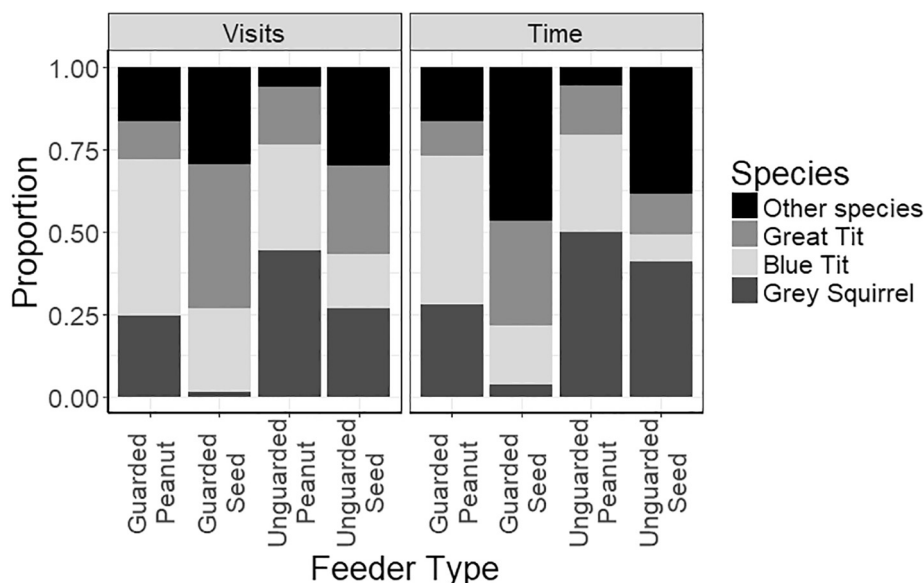 Visits
Time
Proportion
1.00
0.75
0.50
0.25
0.00
Guarded
Peanut
Guarded
Seed
Unguarded
Peanut
Unguarded
Seed
Guarded
Peanut
Guarded
Seed
Unguarded
Peanut
Unguarded
Seed
Feeder Type
Species
Other species
Great Tit
Blue Tit
Grey Squirrel